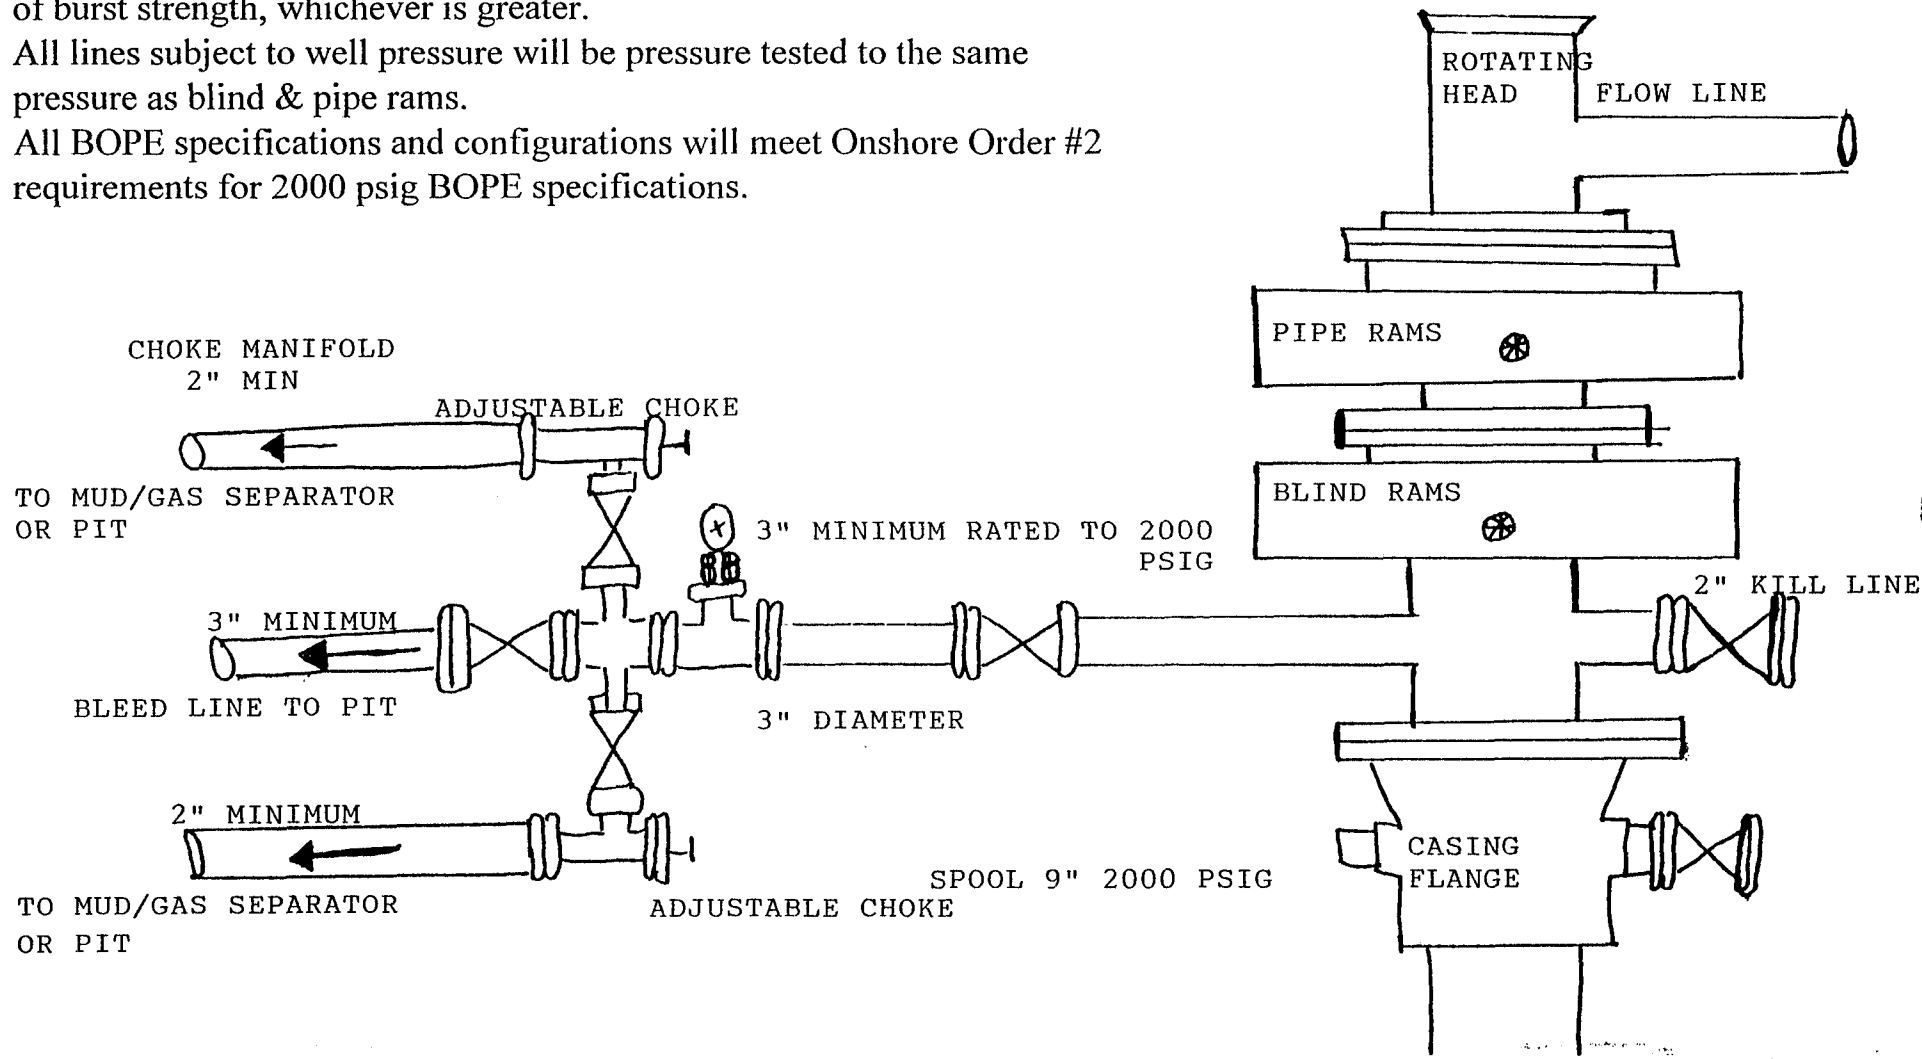 of burst strength, whichever is greater.
All lines subject to well pressure will be pressure tested to the same
pressure as blind & pipe rams.
All BOPE specifications and configurations will meet Onshore Order #2
requirements for 2000 psig BOPE specifications.
ROTATING
HEAD
FLOW LINE
PIPE RAMS
CHOKE MANIFOLD
2" MIN
ADJUSTABLE CHOKE
TO MUD/GAS SEPARATOR
OR PIT
BLIND RAMS
3" MINIMUM RATED TO 2000
PSIG
2" KILL LINE
3" MINIMUM
BLEED LINE TO PIT
3" DIAMETER
2" MINIMUM
CASING
FLANGE
SPOOL 9" 2000 PSIG
TO MUD/GAS SEPARATOR
OR PIT
ADJUSTABLE CHOKE